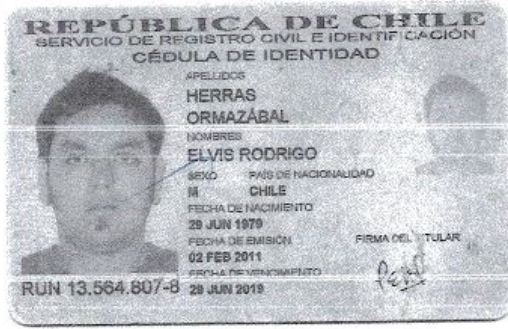 REPÚBLICA DE CHILE
SERVICIO DE REGISTRO CIVIL E IDENTIFICACIÓN
CÉDULA DE IDENTIDAD
APELLIDOS
HERRAS
ORMAZÁBAL
NOMBRES
ELVIS RODRIGO
SEXO PAÍS DE NACIONALIDAD
M CHILE
FECHA DE NACIMIENTO
29 JUN 1979
FECHA DE EMISIÓN FIRMA DEL TITULAR
02 FEB 2011
FECHA DE VENCIMIENTO
RUN 13.564.807-8 29 JUN 2019